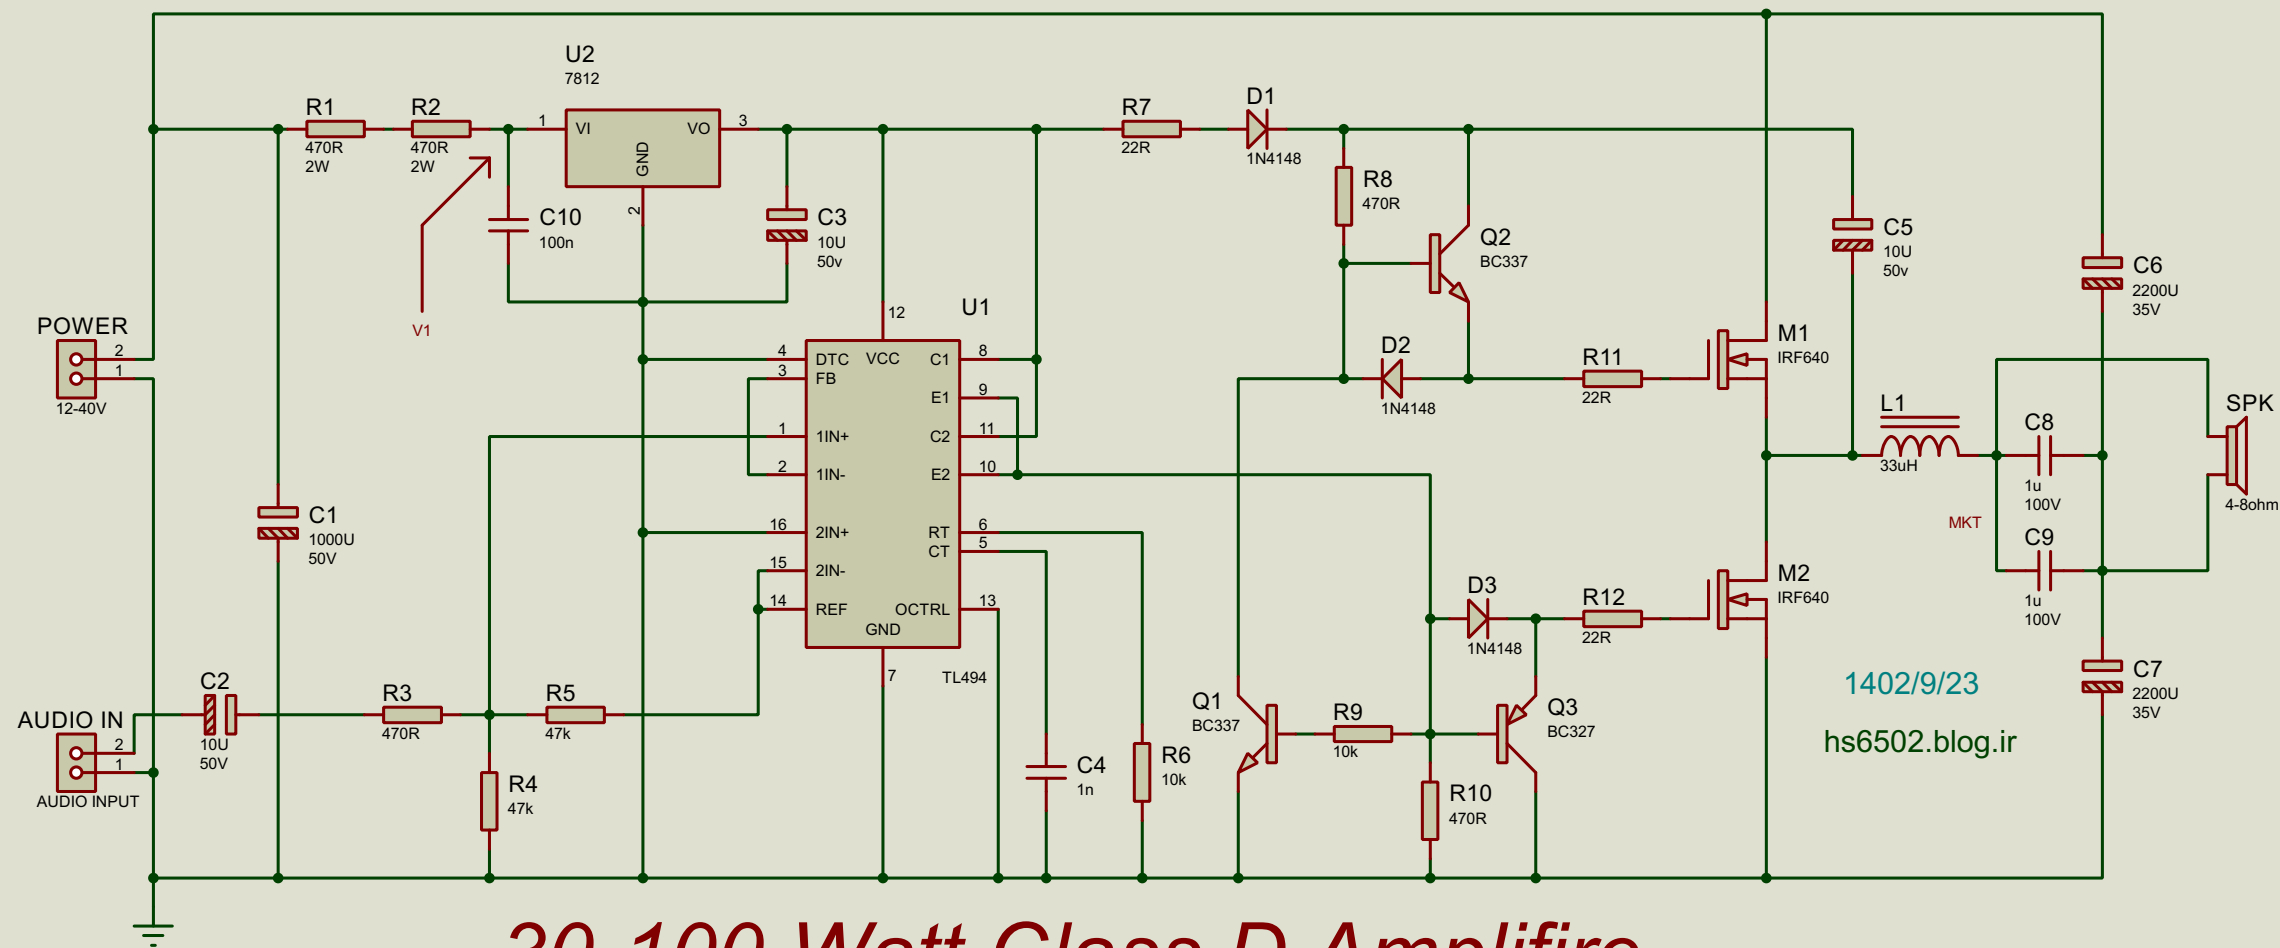 U2
7812
R1
470R
2W
R2
470R
2W
1
VI
VO
3
GND
2
C10
100n
C3
10U
50v
V1
R7
22R
D1
1N4148
R8
470R
Q2
BC337
C5
10U
50v
C6
2200U
35V
POWER
2
1
12-40V
U1
12
4
DTC
VCC
C1
8
3
FB
E1
9
1
1IN+
C2
11
2
1IN-
E2
10
16
2IN+
RT
6
CT
5
15
2IN-
14
REF
OCTRL
13
GND
7
TL494
D2
1N4148
R11
22R
M1
IRF640
L1
33uH
C8
1u
100V
MKT
C9
1u
100V
SPK
4-8ohm
C1
1000U
50V
D3
1N4148
R12
22R
M2
IRF640
C7
2200U
35V
1402/9/23
hs6502.blog.ir
AUDIO IN
2
1
AUDIO INPUT
C2
10U
50V
R3
470R
R5
47k
R4
47k
C4
1n
R6
10k
Q1
BC337
R9
10k
Q3
BC327
R10
470R
30-100 Watt Class D Amplifire